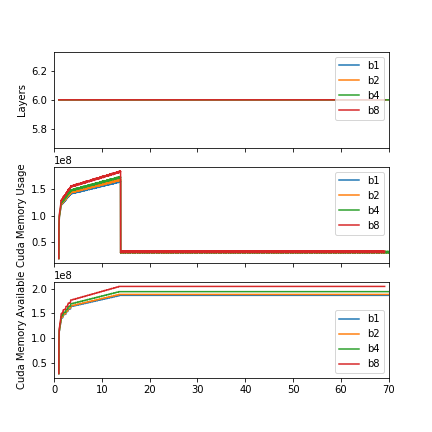 Layers
6.2
6.0
5.8
b1
b2
b4
b8
1e8
Cuda Memory Usage
1.5
1.0
0.5
b1
b2
b4
b8
1e8
Cuda Memory Available
2.0
1.5
1.0
0.5
b1
b2
b4
b8
0 10 20 30 40 50 60 70